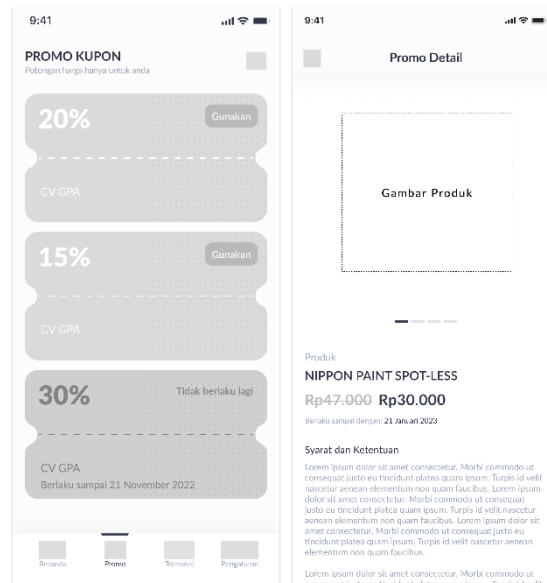 9:41
PROMO KUPON
Potongan harga hanya untuk anda
20%
Gunakan
CV GPA
15%
Gunakan
CV GPA
30%
Tidak berlaku lagi
CV GPA
Berlaku sampai 21 November 2022
Beranda
Promo
Transaksi
Pengaturan
9:41
Promo Detail
Gambar Produk
Produk
NIPPON PAINT SPOT-LESS
Rp47.000 Rp30.000
Berlaku sampai dengan: 21 Januari 2023
Syarat dan Ketentuan
Lorem ipsum dolor sit amet consectetur. Morbi commodo ut
consequat justo eu tincidunt platea quam ipsum. Turpis id velit
nascetur aenean elementum non quam faucibus. Lorem ipsum
dolor sit amet consectetur. Morbi commodo ut consequat
justo eu tincidunt platea quam ipsum. Turpis id velit nascetur
aenean elementum non quam faucibus. Lorem ipsum dolor sit
amet consectetur. Morbi commodo ut consequat justo eu
tincidunt platea quam ipsum. Turpis id velit nascetur aenean
elementum non quam faucibus.
Lorem ipsum dolor sit amet consectetur. Morbi commodo ut